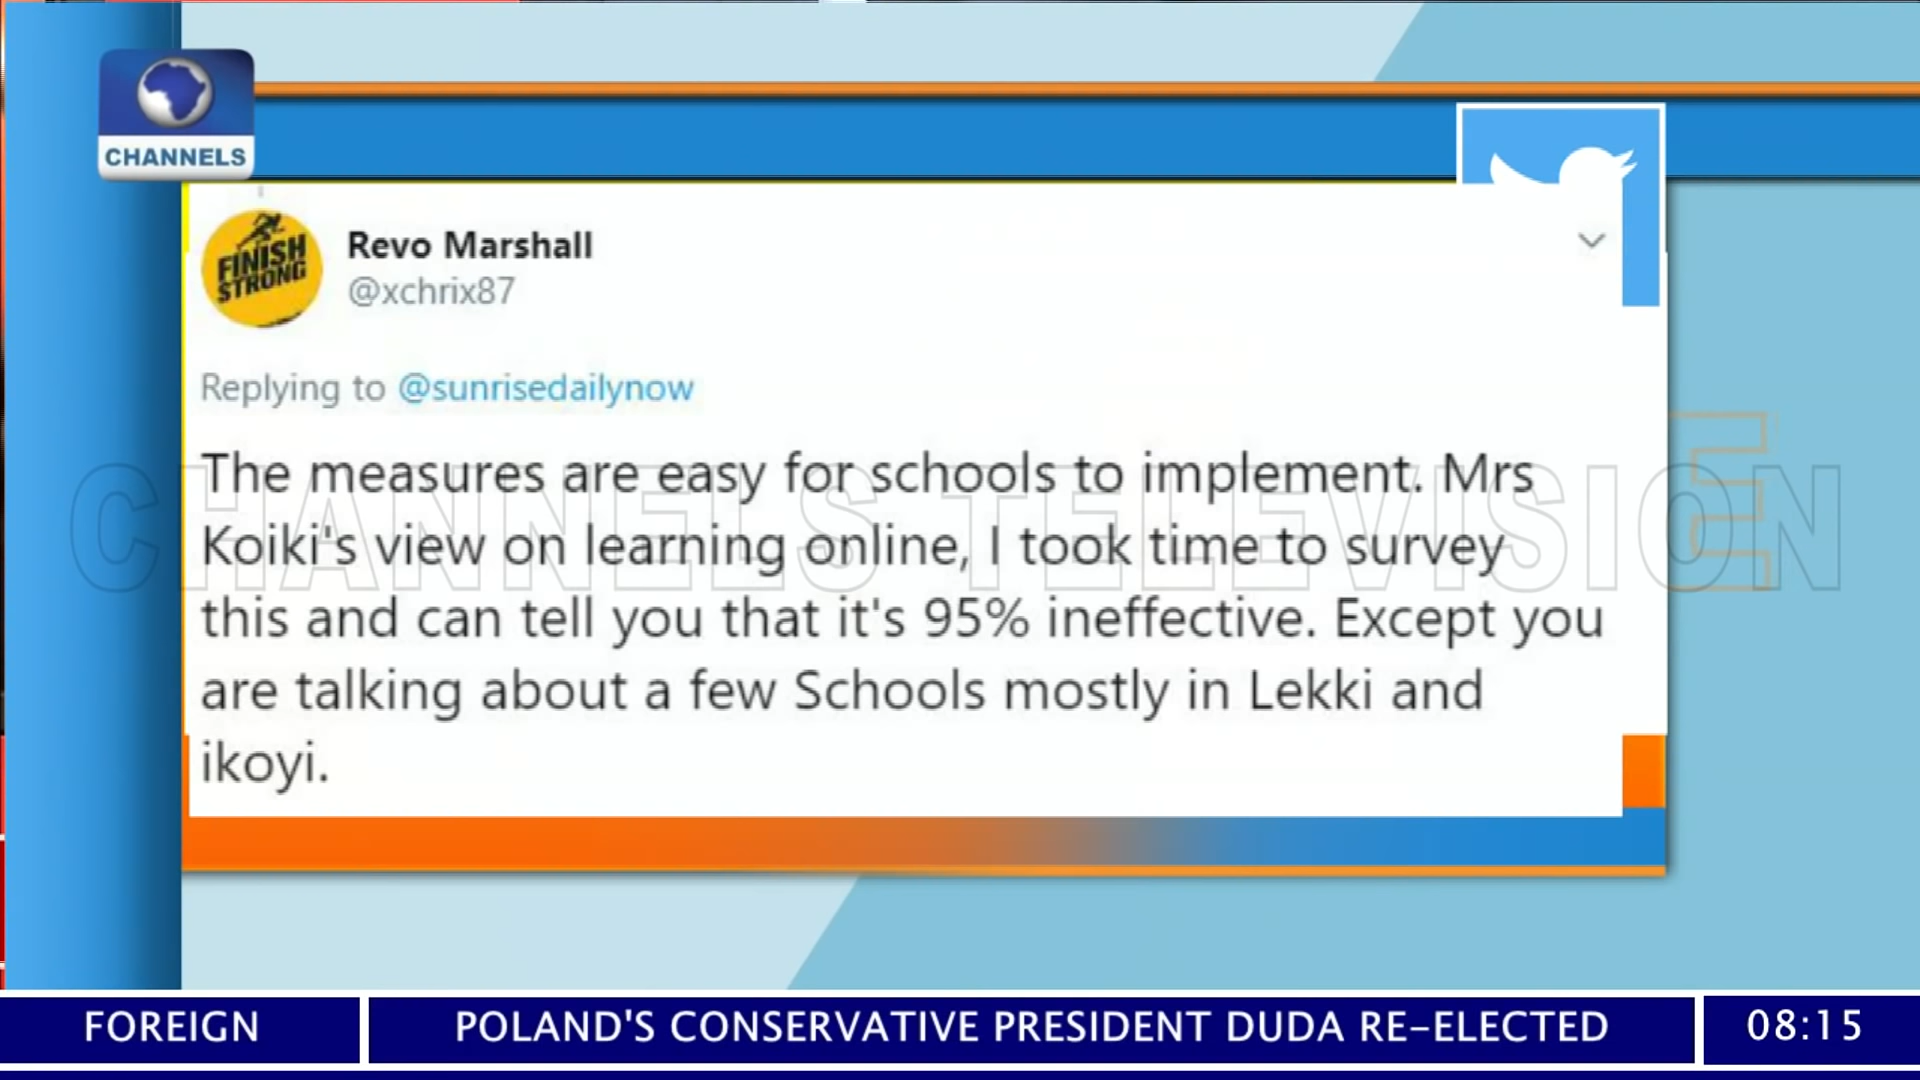 CHANNELS
FINISH
STRONG
Revo Marshall
@xchrix87
Replying to @sunrisedailynow
The measures are easy for schools to implement. Mrs
Koiki's view on learning online, I took time to survey
this and can tell you that it's 95% ineffective. Except you
are talking about a few Schools mostly in Lekki and
ikoyi.
CHANNELS TELEVISION
FOREIGN
POLAND'S CONSERVATIVE PRESIDENT DUDA RE-ELECTED
08:15